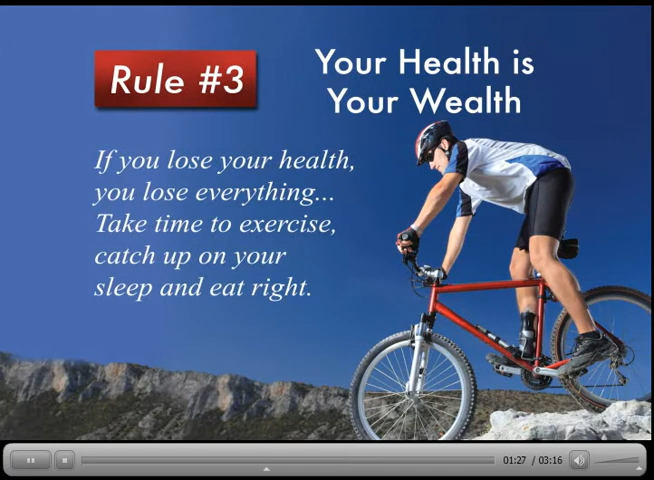 Rule #3
Your Health is
Your Wealth
If you lose your health,
you lose everything...
Take time to exercise,
catch up on your
sleep and eat right.
01:27 / 03:16